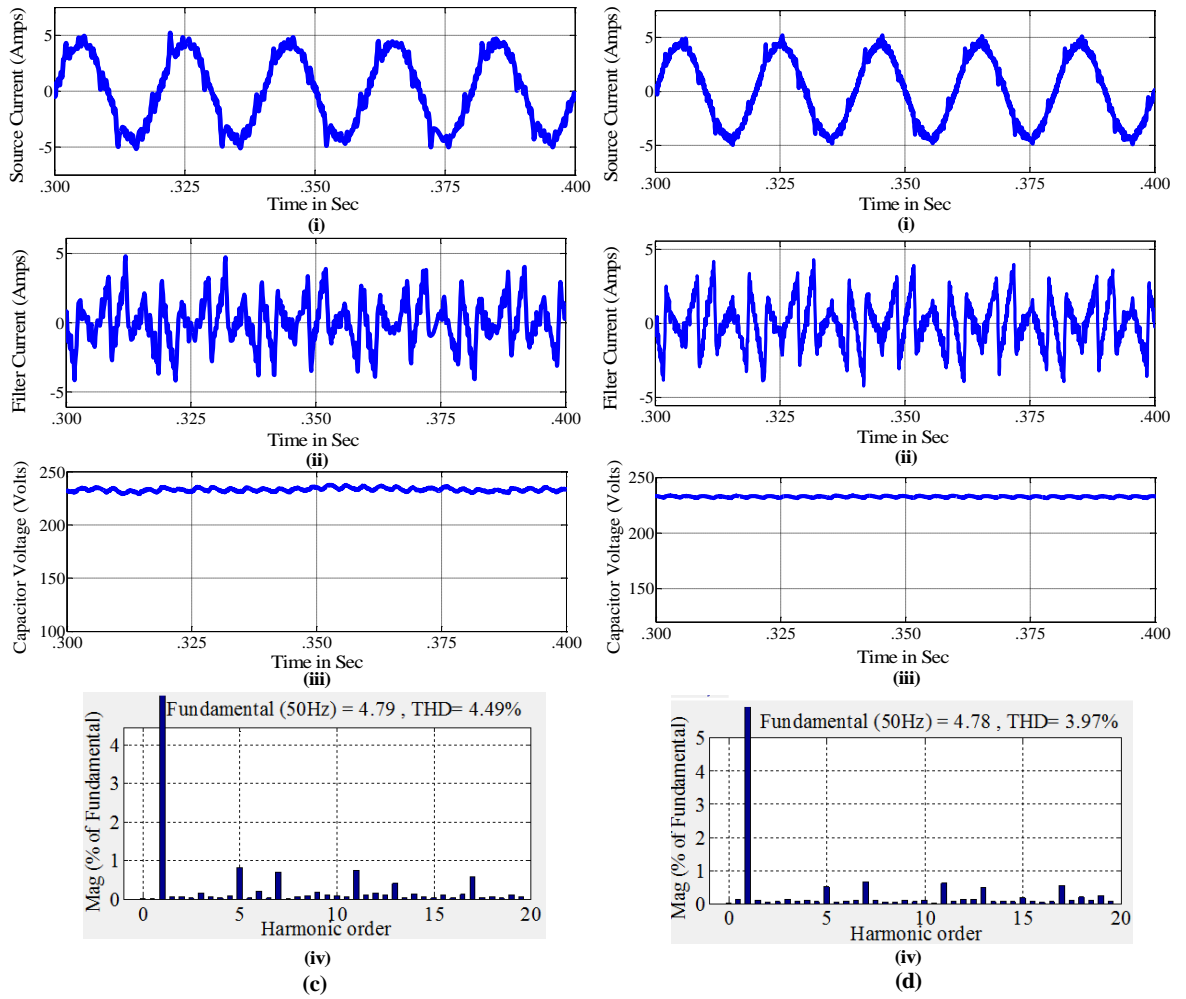 Source Current (Amps)
5
0
-5
.300
.325
.350
.375
.400
Time in Sec
(i)
Filter Current (Amps)
5
0
-5
.300
.325
.350
.375
.400
Time in Sec
(ii)
Capacitor Voltage (Volts)
250
200
150
100
.300
.325
.350
.375
.400
Time in Sec
(iii)
Fundamental (50Hz) = 4.79 , THD= 4.49%
Mag (% of Fundamental)
4
3
2
1
0
0
5
10
15
20
Harmonic order
(iv)
(c)
Source Current (Amps)
5
0
-5
.300
.325
.350
.375
.400
Time in Sec
(i)
Filter Current (Amps)
5
0
-5
.300
.325
.350
.375
.400
Time in Sec
(ii)
Capacitor Voltage (Volts)
250
200
150
.300
.325
.350
.375
.400
Time in Sec
(iii)
Fundamental (50Hz) = 4.78 , THD= 3.97%
Mag (% of Fundamental)
5
4
3
2
1
0
0
5
10
15
20
Harmonic order
(iv)
(d)